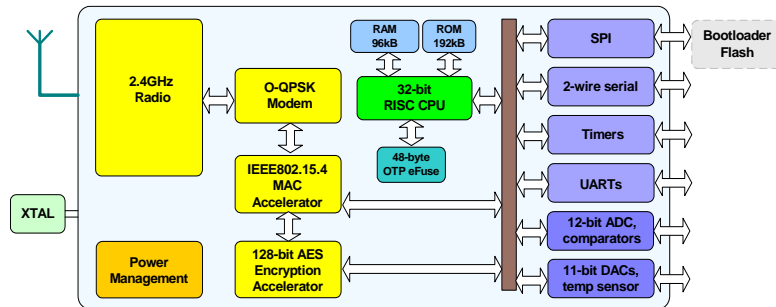 RAM
96kB
ROM
192kB
SPI
Bootloader
Flash
2.4GHz
Radio
O-QPSK
Modem
32-bit
RISC CPU
2-wire serial
Timers
48-byte
OTP eFuse
IEEE802.15.4
MAC
Accelerator
UARTs
XTAL
12-bit ADC,
comparators
Power
Management
128-bit AES
Encryption
Accelerator
11-bit DACs,
temp sensor